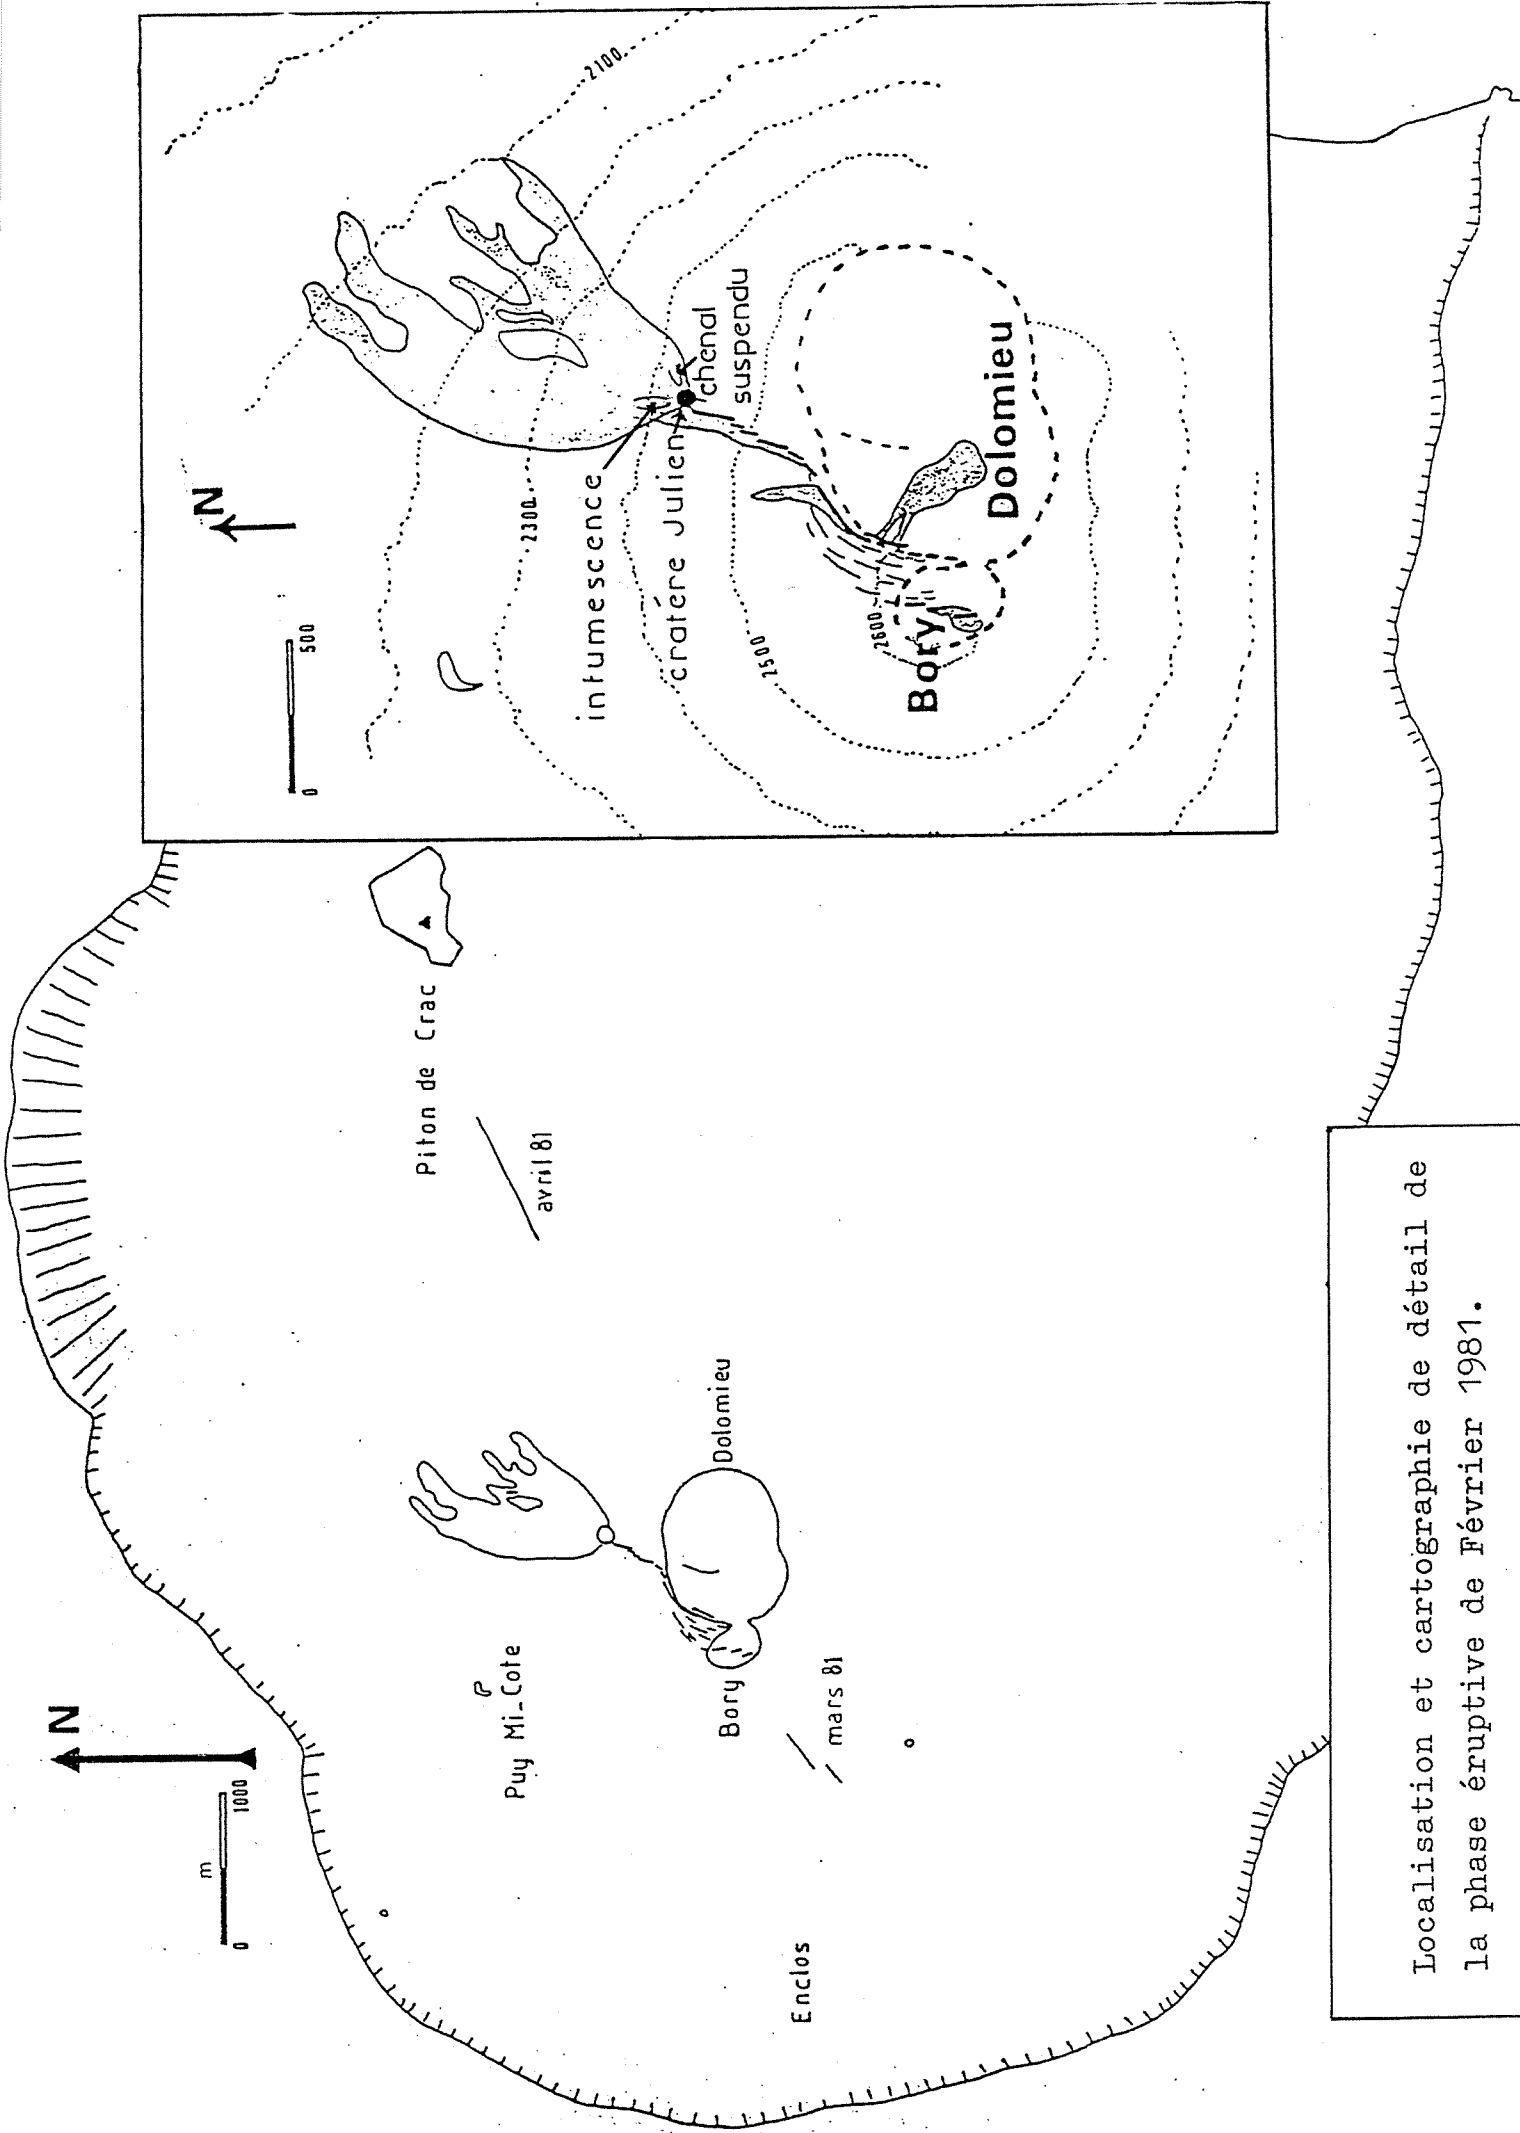 N
m
0 1000
Puy Mi_Cote
Bory
Dolomieu
mars 81
Enclos
Piton de Crac
avril 81
N
0 500
2100
2300
2500
2600
intumescence
cratére Julien
chenal
suspendu
Bory
Dolomieu
Localisation et cartographie de détail de
la phase éruptive de Février 1981.